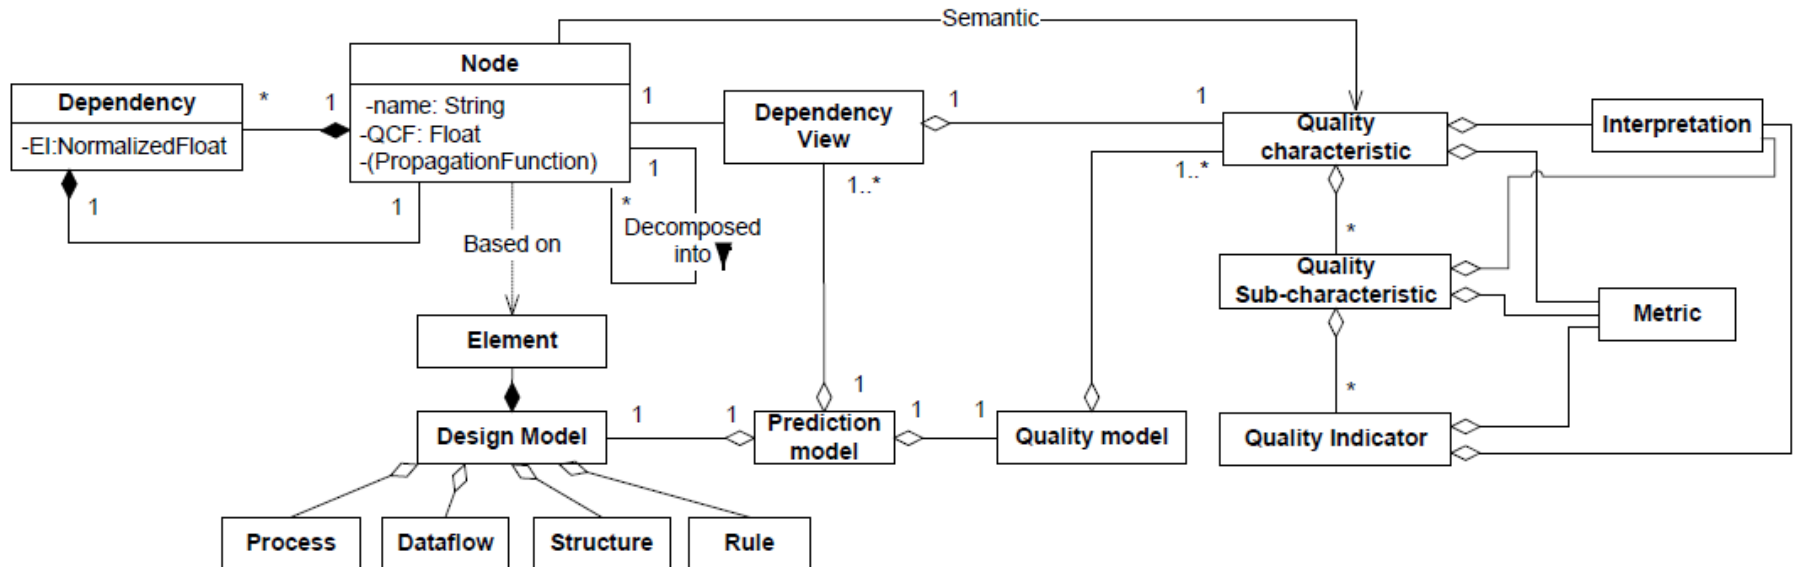 Semantic
Node
-name: String
-QCF: Float
-(PropagationFunction)
Dependency
-EI:NormalizedFloat
*
1
1
1
1
1
*
Decomposed
into
Based on
Dependency
View
1
1
1..*
1..*
Quality
characteristic
Interpretation
*
Quality
Sub-characteristic
Metric
*
Quality Indicator
Element
Design Model
1
1
1
Prediction
model
1
1
Quality model
Process
Dataflow
Structure
Rule